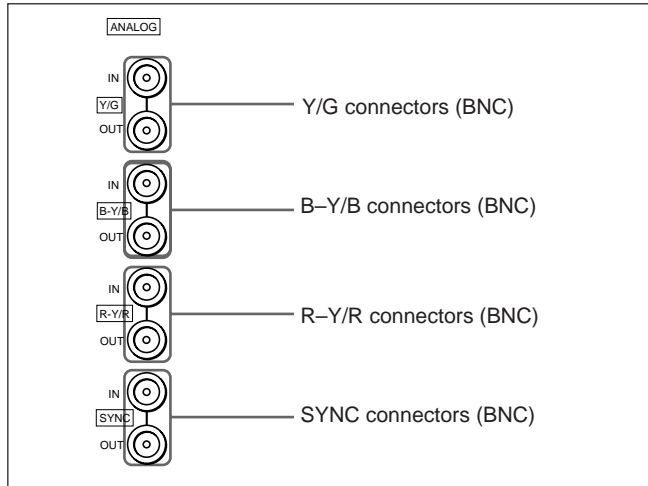 ANALOG
IN
Y/G
OUT
Y/G connectors (BNC)
IN
B-Y/B
OUT
B–Y/B connectors (BNC)
IN
R-Y/R
OUT
R–Y/R connectors (BNC)
IN
SYNC
OUT
SYNC connectors (BNC)